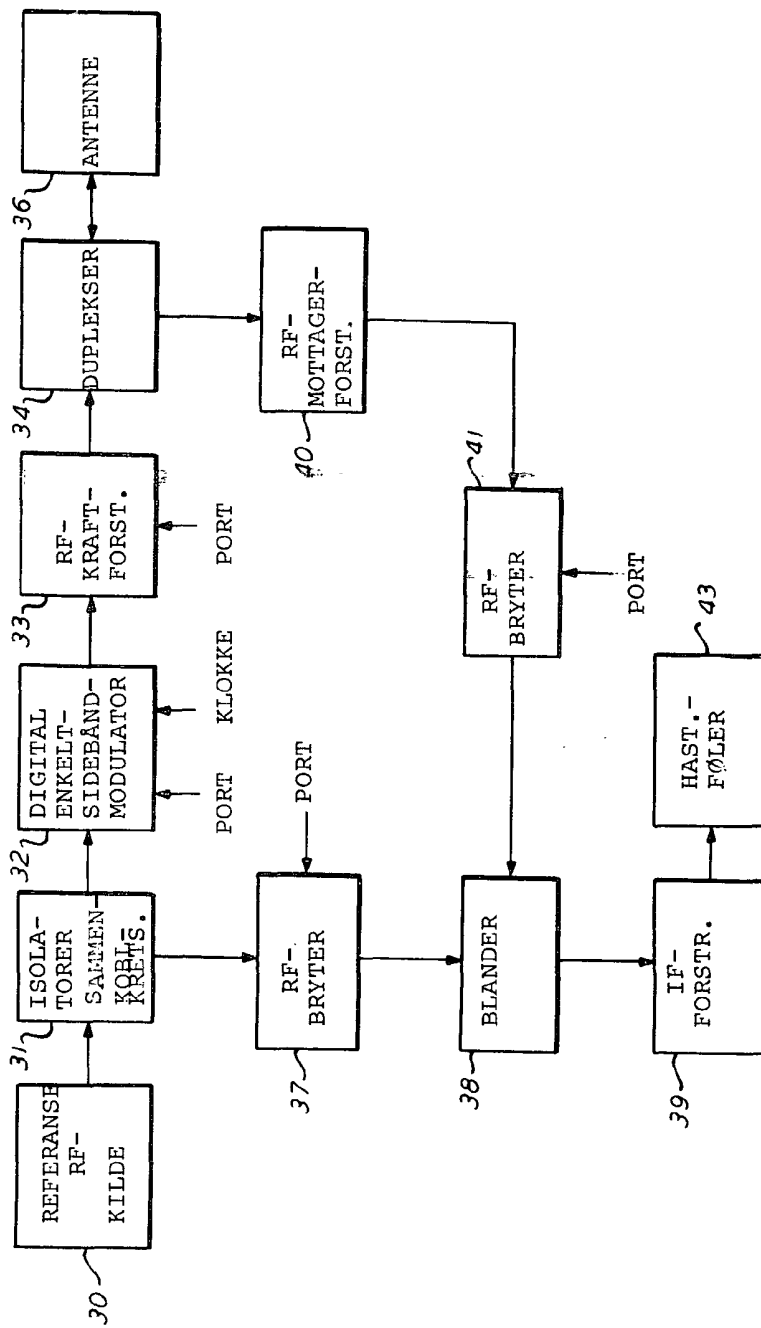 30
REFERANSE
RF-
KILDE
31
ISOLA-
TORER
SAMMEN-
KOBL-
KRETS.
32
DIGITAL
ENKELT-
SIDEBÅND-
MODULATOR
PORT
KLOKKE
33
RF-
KRAFT-
FORST.
PORT
34
DUPLEKSER
36
ANTENNE
37
RF-
BRYTER
PORT
40
RF-
MOTTAGER-
FORST.
41
RF-
BRYTER
PORT
38
BLANDER
39
IF-
FORSTR.
43
HAST.-
FØLER